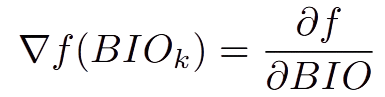 ∇f(BIO_k) = ∂f/∂BIO